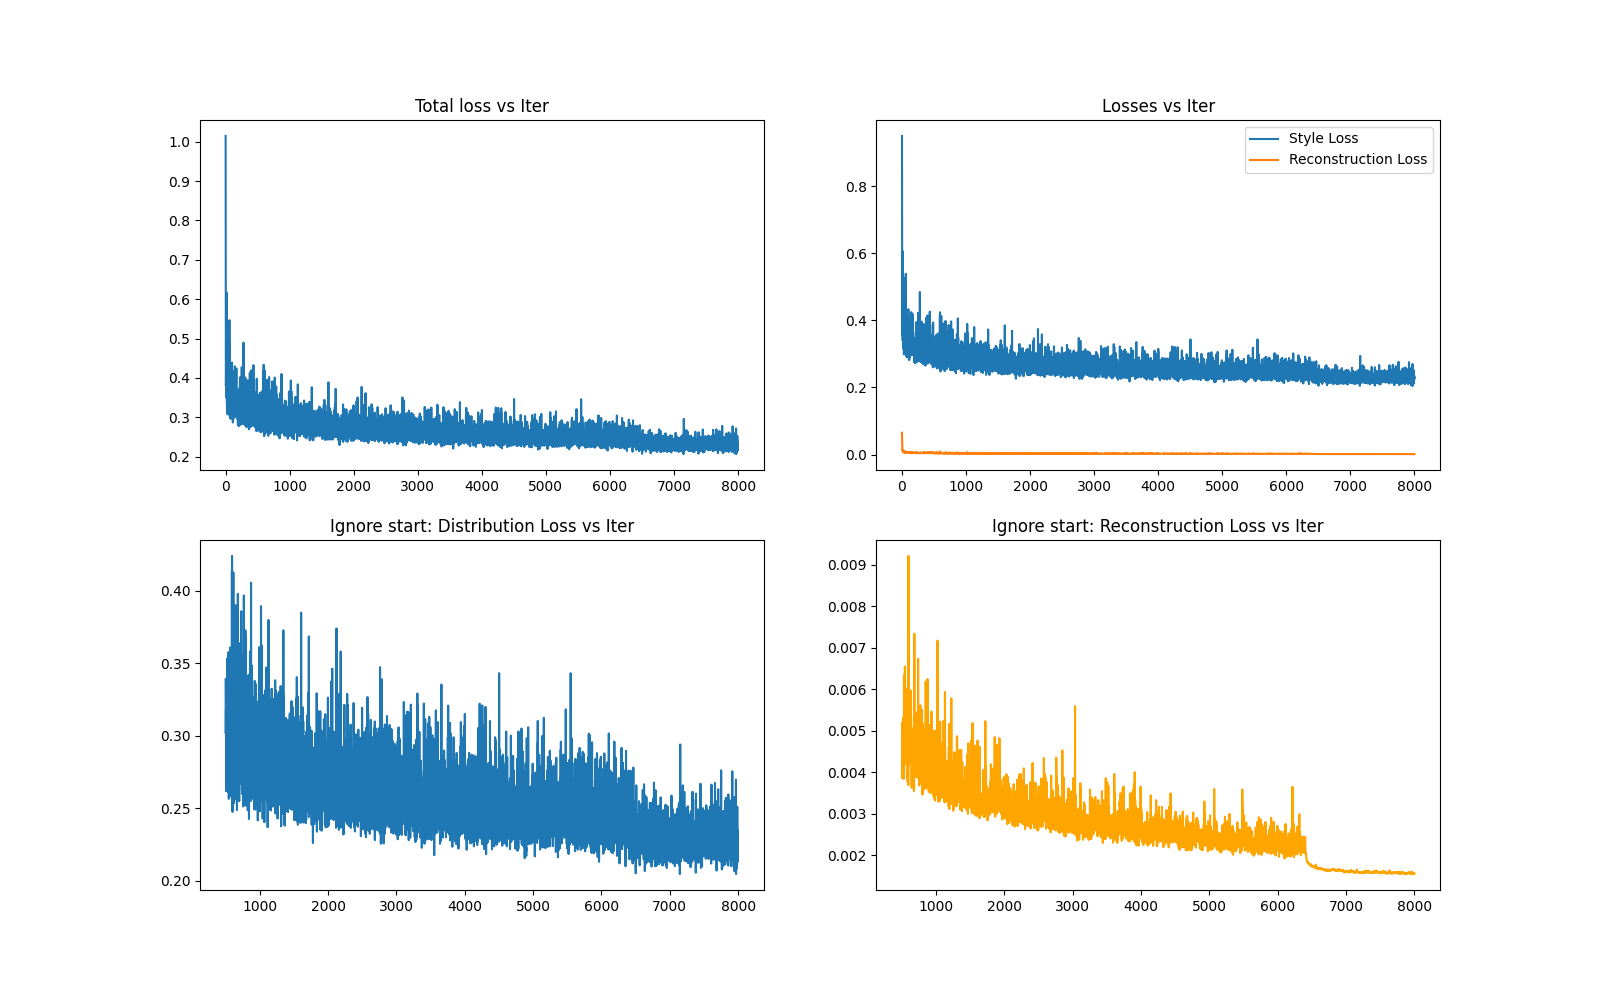 Total loss vs Iter
1.0
0.9
0.8
0.7
0.6
0.5
0.4
0.3
0.2
0 1000 2000 3000 4000 5000 6000 7000 8000
Losses vs Iter
Style Loss
Reconstruction Loss
0.8
0.6
0.4
0.2
0.0
0 1000 2000 3000 4000 5000 6000 7000 8000
Ignore start: Distribution Loss vs Iter
0.40
0.35
0.30
0.25
0.20
1000 2000 3000 4000 5000 6000 7000 8000
Ignore start: Reconstruction Loss vs Iter
0.009
0.008
0.007
0.006
0.005
0.004
0.003
0.002
1000 2000 3000 4000 5000 6000 7000 8000